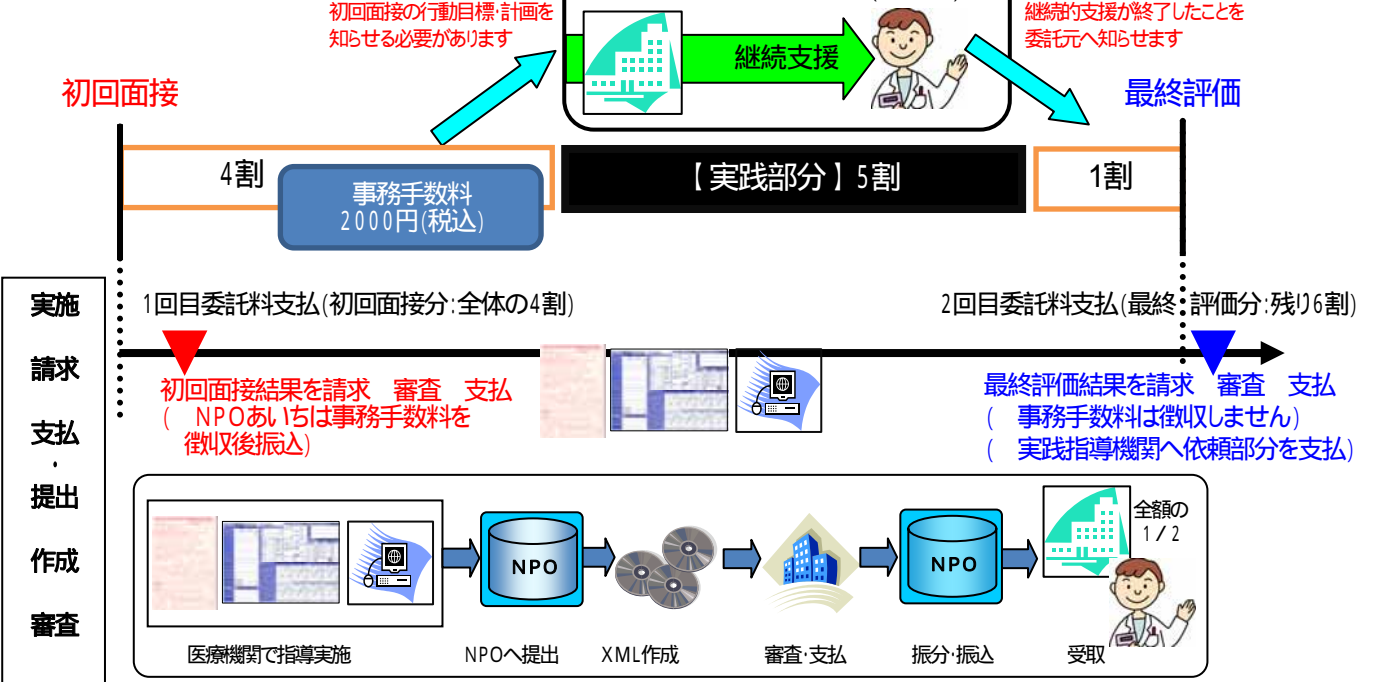 初回面接の行動目標・計画を
知らせる必要があります
継続的支援が終了したことを
委託元へ知らせます
継続支援
初回面接
最終評価
4割
事務手数料
2000円(税込)
【実践部分】5割
1割
実施
請求
支払
・
提出
作成
審査
1回目委託料支払(初回面接分:全体の4割)
2回目委託料支払(最終評価分:残り6割)
初回面接結果を請求 審査 支払
( NPOあいちは事務手数料を
徴収後振込)
最終評価結果を請求 審査 支払
( 事務手数料は徴収しません)
( 実践指導機関へ依頼部分を支払)
NPO
NPO
全額の
1/2
医療機関で指導実施
NPOへ提出
XML作成
審査・支払
振分・振込
受取